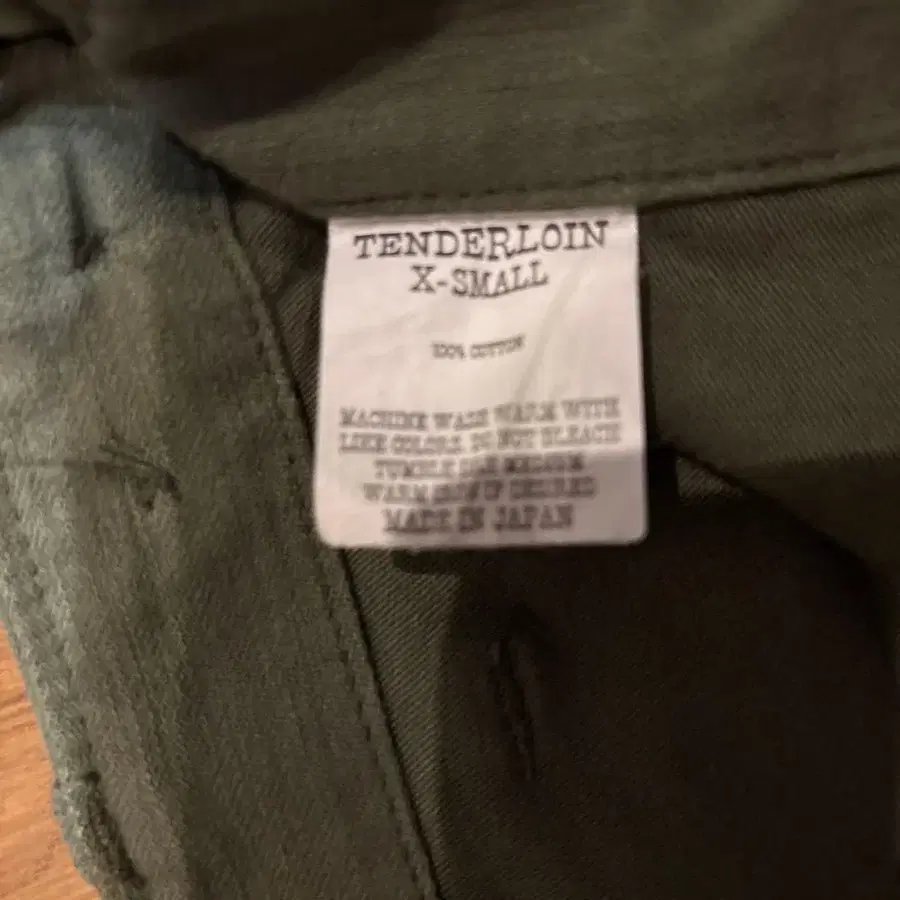 TENDERLOIN
X-SMALL
100% COTTON
MACHINE WASH WARM WITH
LIKE COLORS. DO NOT BLEACH
TUMBLE DRY MEDIUM
WARM IRON IF DESIRED
MADE IN JAPAN